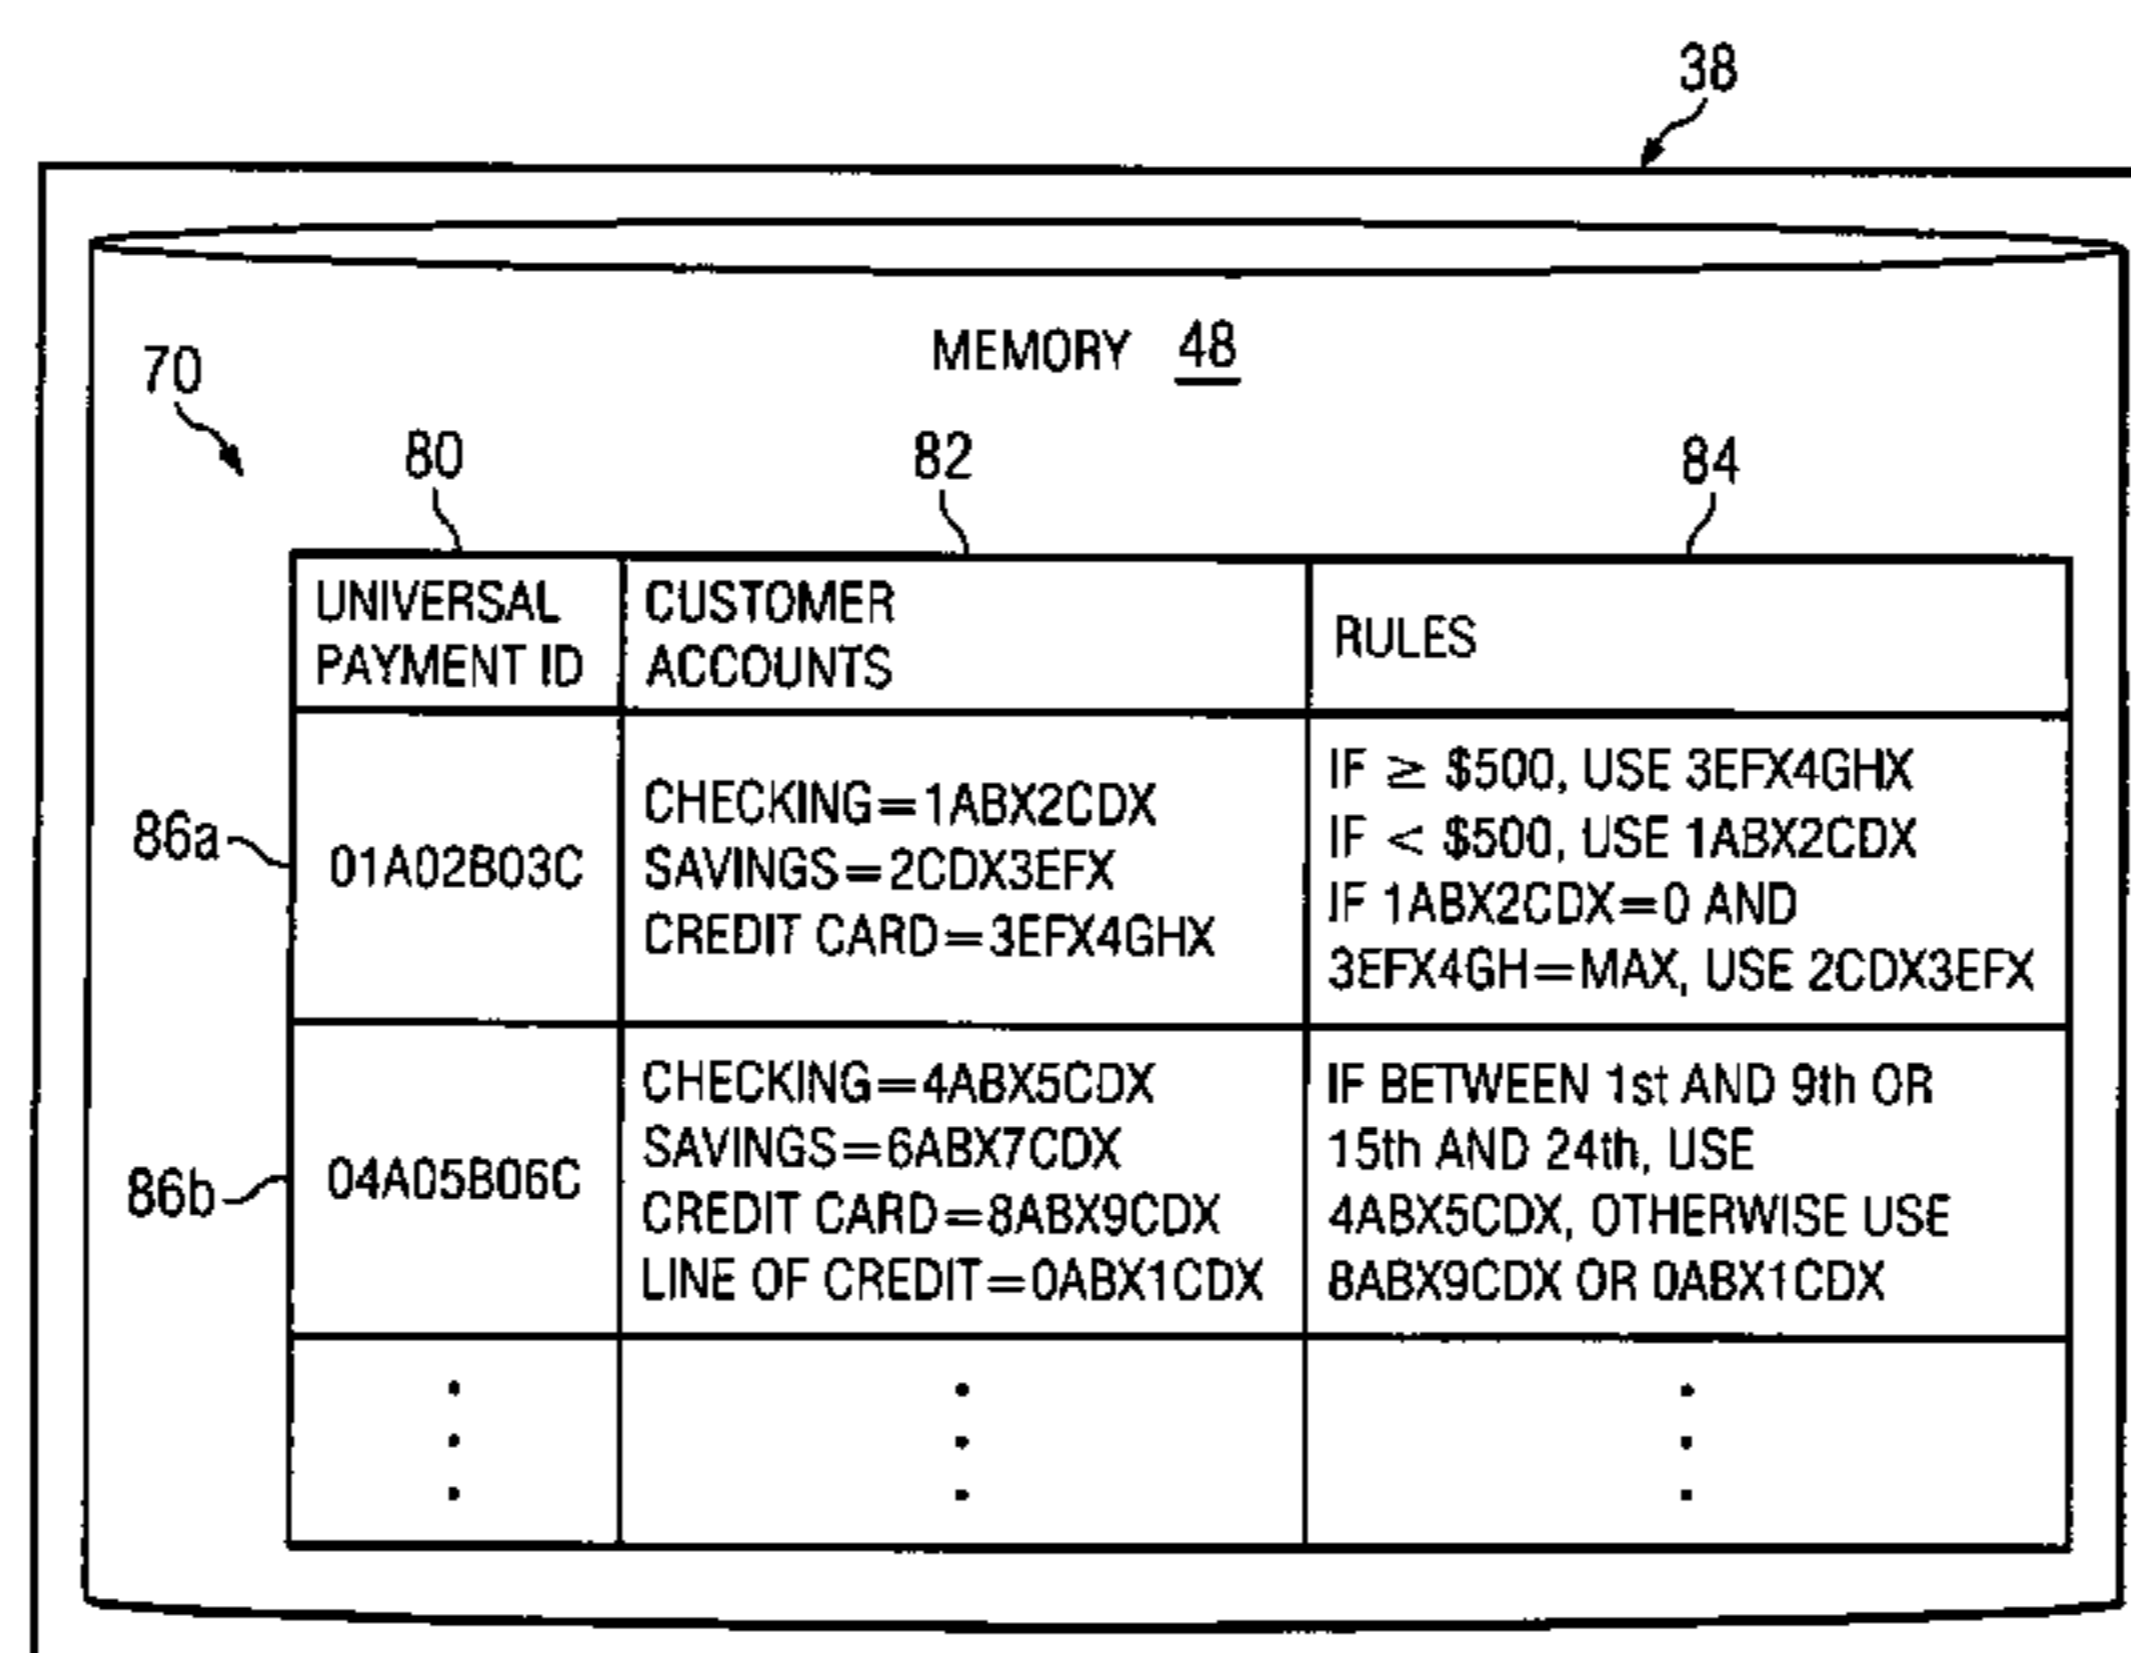 38
MEMORY 48
70
80
82
84
UNIVERSAL
PAYMENT ID
CUSTOMER
ACCOUNTS
RULES
86a
01A02B03C
CHECKING=1ABX2CDX
SAVINGS=2CDX3EFX
CREDIT CARD=3EFX4GHX
IF ≥ $500, USE 3EFX4GHX
IF < $500, USE 1ABX2CDX
IF 1ABX2CDX=0 AND
3EFX4GH=MAX, USE 2CDX3EFX
86b
04A05B06C
CHECKING=4ABX5CDX
SAVINGS=6ABX7CDX
CREDIT CARD=8ABX9CDX
LINE OF CREDIT=0ABX1CDX
IF BETWEEN 1st AND 9th OR
15th AND 24th, USE
4ABX5CDX, OTHERWISE USE
8ABX9CDX OR 0ABX1CDX